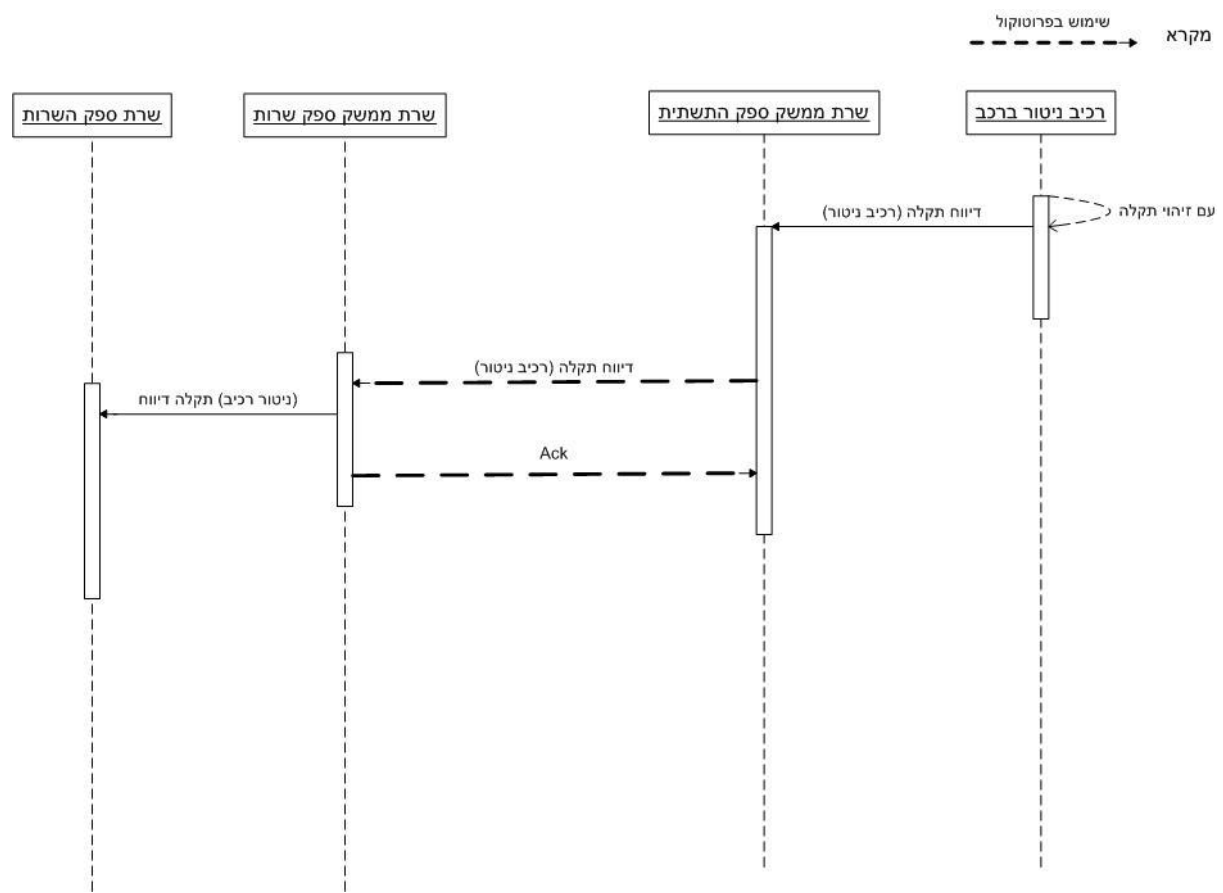 מקרא
שימוש בפרוטוקול
רכיב ניטור ברכב
שרת ממשק ספק התשתית
שרת ממשק ספק שרות
שרת ספק השרות
עם זיהוי תקלה
דיווח תקלה (רכיב ניטור)
דיווח תקלה (רכיב ניטור)
(ניטור רכיב) תקלה דיווח
Ack